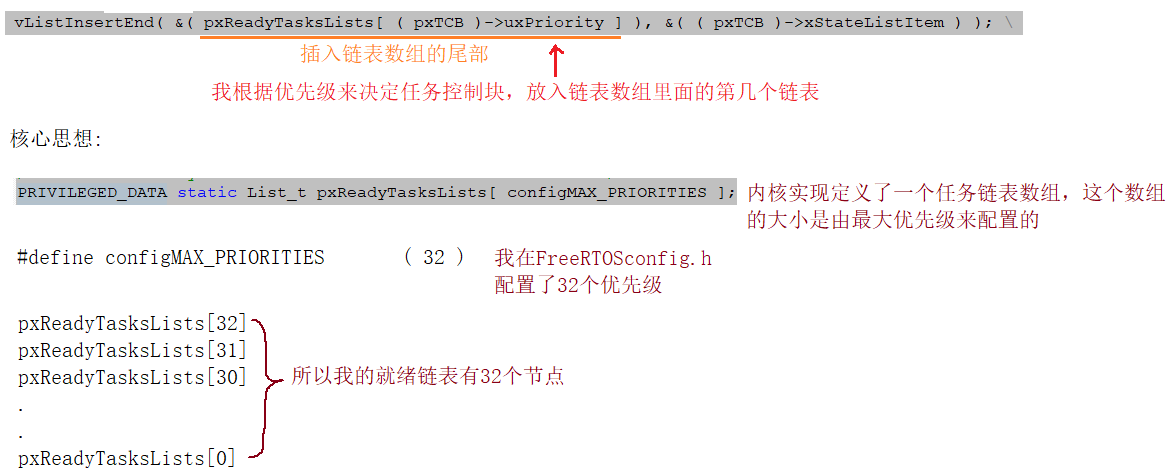 vListInsertEnd( &( pxReadyTasksLists[ ( pxTCB )->uxPriority ] ), &( ( pxTCB )->xStateListItem ) ); \
插入链表数组的尾部
我根据优先级来决定任务控制块，放入链表数组里面的第几个链表
核心思想:
PRIVILEGED_DATA static List_t pxReadyTasksLists[ configMAX_PRIORITIES ];
内核实现定义了一个任务链表数组，这个数组
的大小是由最大优先级来配置的
#define configMAX_PRIORITIES ( 32 )
我在FreeRTOSconfig.h
配置了32个优先级
pxReadyTasksLists[32]
pxReadyTasksLists[31]
pxReadyTasksLists[30]
.
.
pxReadyTasksLists[0]
所以我的就绪链表有32个节点